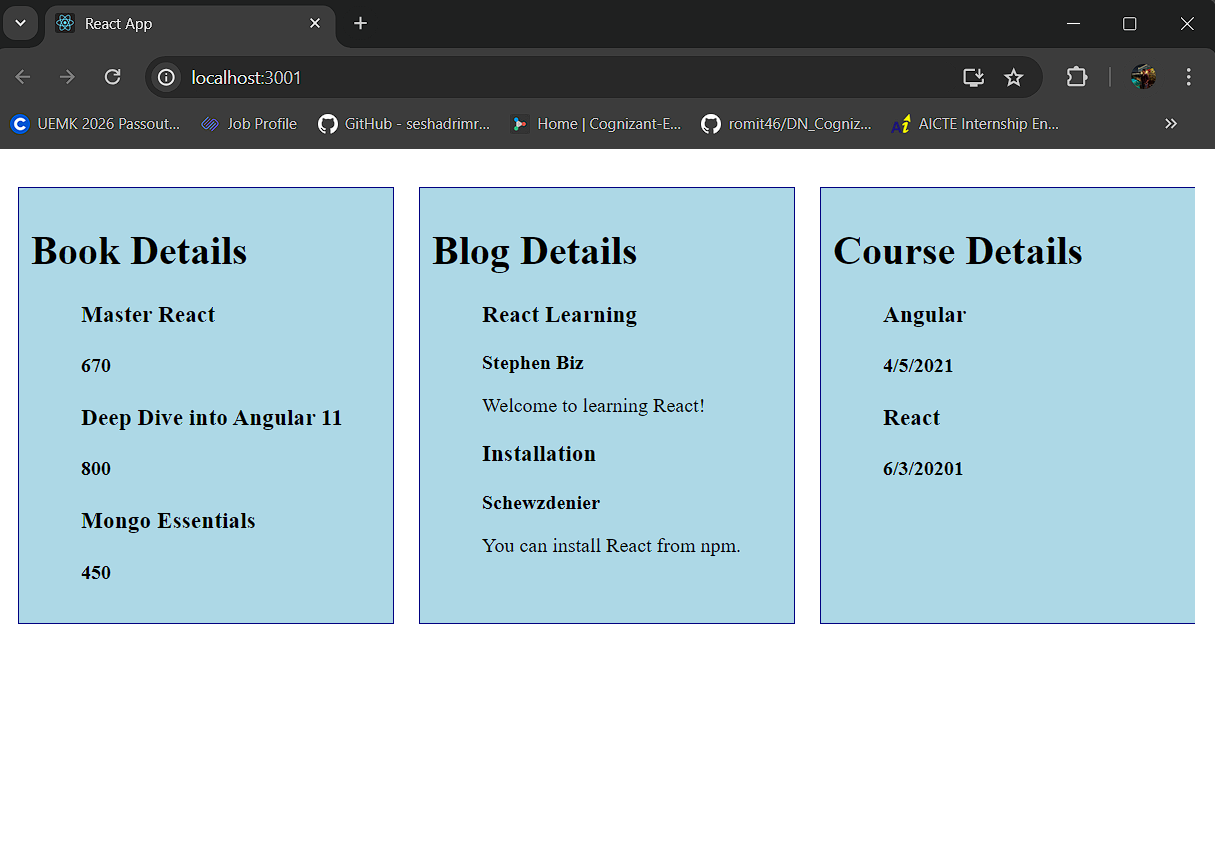 React App
localhost:3001
UEMK 2026 Passout...
Job Profile
GitHub - seshadrimr...
Home | Cognizant-E...
romit46/DN_Cogniz...
AICTE Internship En...
Book Details
Master React
670
Deep Dive into Angular 11
800
Mongo Essentials
450
Blog Details
React Learning
Stephen Biz
Welcome to learning React!
Installation
Schewzdenier
You can install React from npm.
Course Details
Angular
4/5/2021
React
6/3/20201